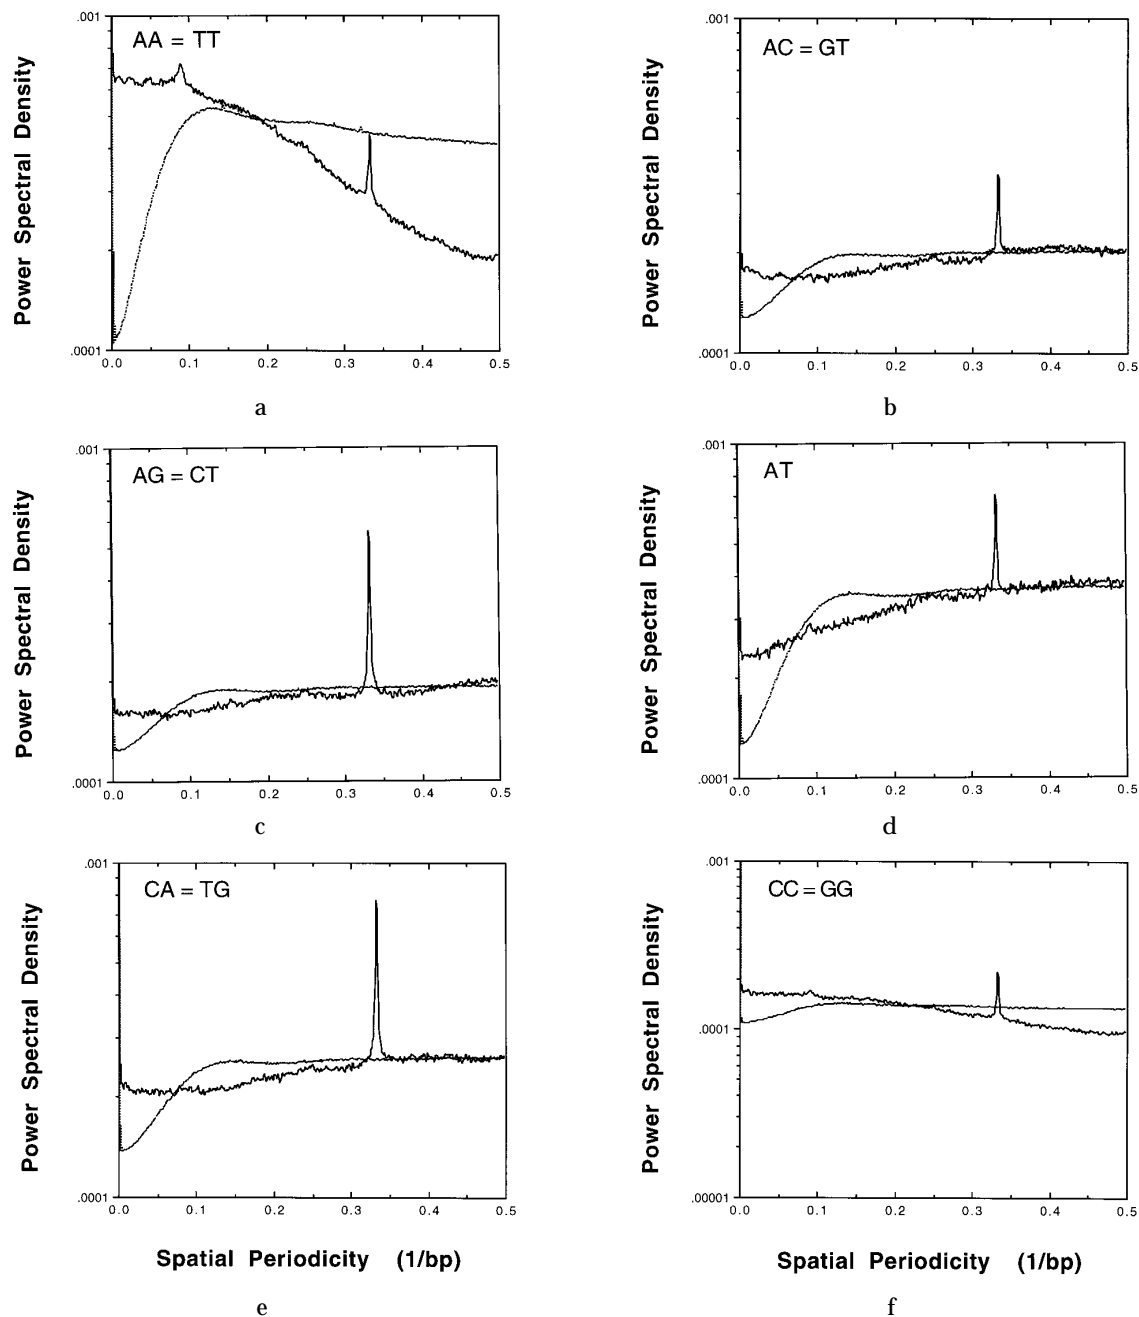 .001
AA = TT
Power Spectral Density
.0001
0.0 0.1 0.2 0.3 0.4 0.5
a
.001
AC = GT
Power Spectral Density
.0001
0.0 0.1 0.2 0.3 0.4 0.5
b
.001
AG = CT
Power Spectral Density
.0001
0.0 0.1 0.2 0.3 0.4 0.5
c
.001
AT
Power Spectral Density
.0001
0.0 0.1 0.2 0.3 0.4 0.5
d
.001
CA = TG
Power Spectral Density
.0001
0.0 0.1 0.2 0.3 0.4 0.5
Spatial Periodicity (1/bp)
e
.001
CC = GG
Power Spectral Density
.0001
.00001
0.0 0.1 0.2 0.3 0.4 0.5
Spatial Periodicity (1/bp)
f